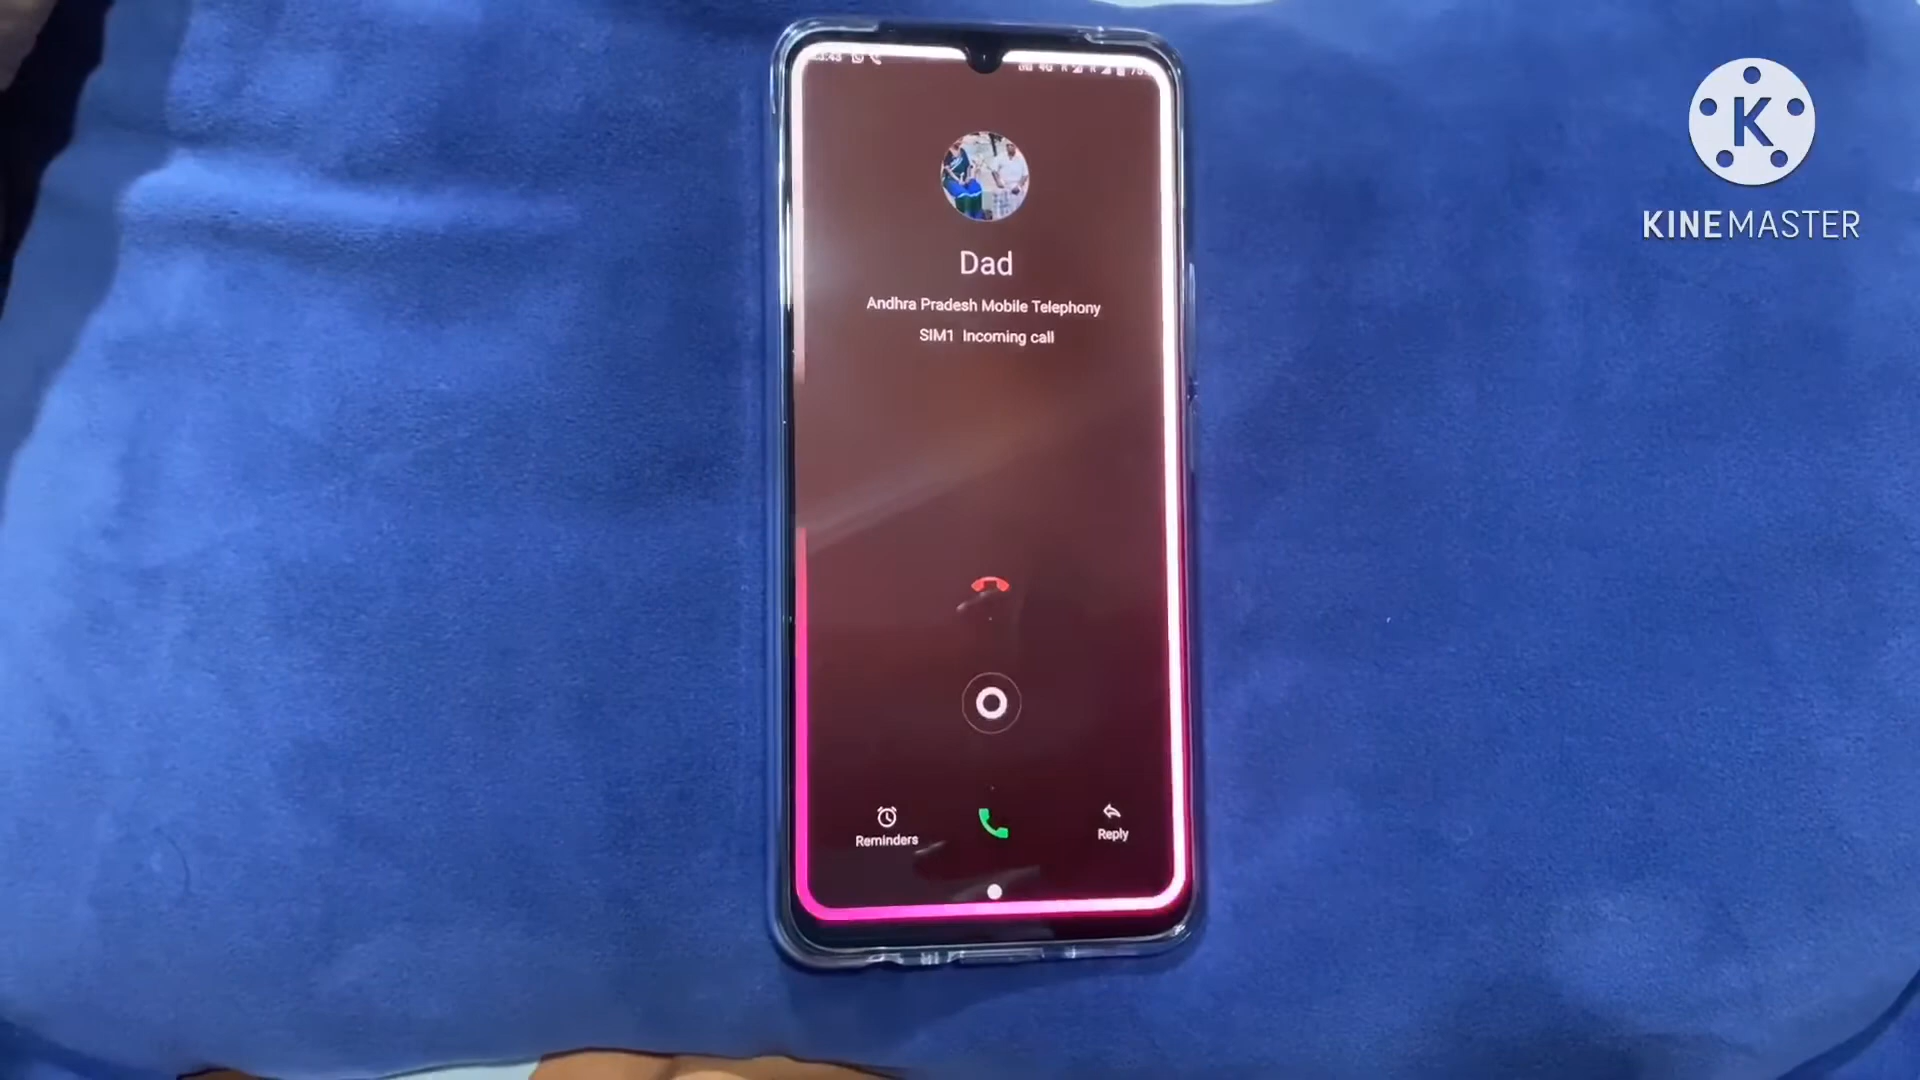 Dad
Andhra Pradesh Mobile Telephony
SIM1 Incoming call
Reminders
Reply
K
KINEMASTER